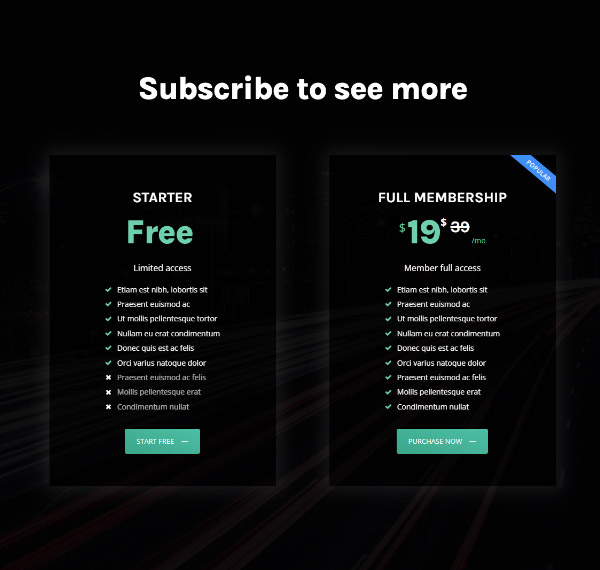 Subscribe to see more
STARTER
Free
Limited access
Etiam est nibh, lobortis sit
Praesent euismod ac
Ut mollis pellentesque tortor
Nullam eu erat condimentum
Donec quis est ac felis
Orci varius natoque dolor
Praesent euismod ac felis
Mollis pellentesque erat
Condimentum nullat
START FREE
POPULAR
FULL MEMBERSHIP
$19 $39 /mo
Member full access
Etiam est nibh, lobortis sit
Praesent euismod ac
Ut mollis pellentesque tortor
Nullam eu erat condimentum
Donec quis est ac felis
Orci varius natoque dolor
Praesent euismod ac felis
Mollis pellentesque erat
Condimentum nullat
PURCHASE NOW